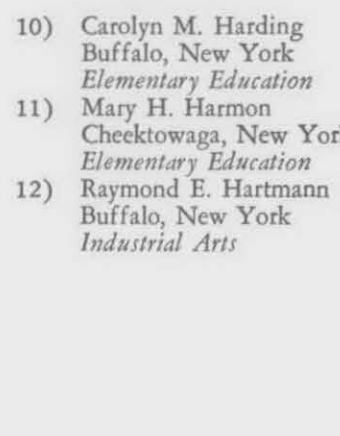 10) Carolyn M. Harding
Buffalo, New York
Elementary Education
11) Mary H. Harmon
Cheektowaga, New Yor
Elementary Education
12) Raymond E. Hartmann
Buffalo, New York
Industrial Arts